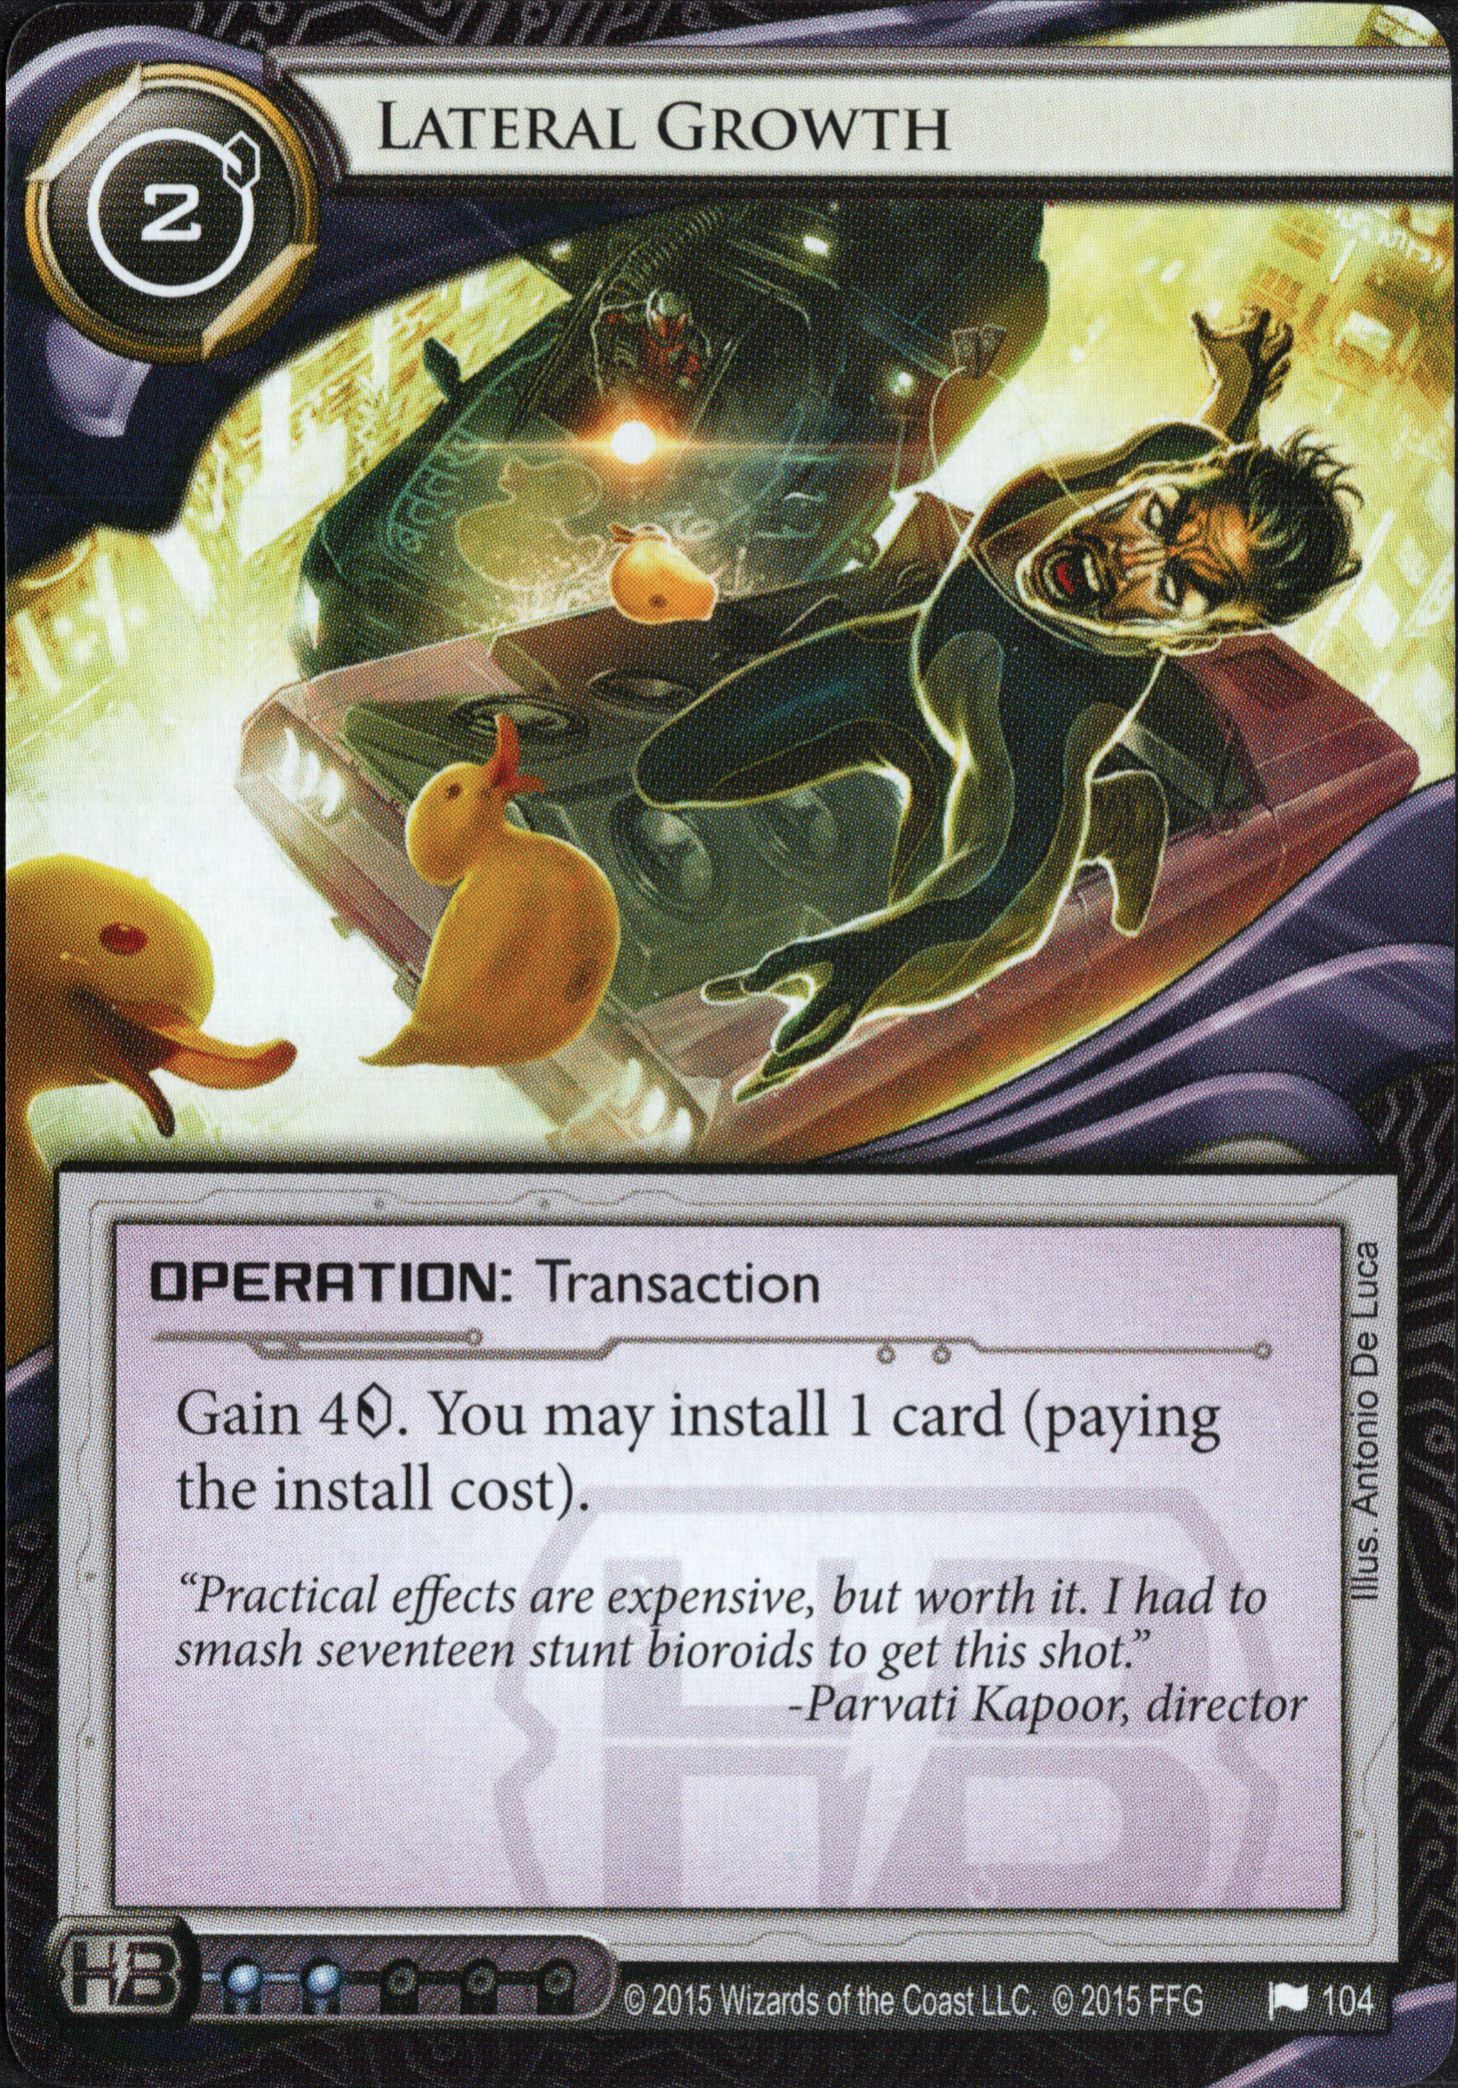 Lateral Growth
2
OPERATION: Transaction
Gain 4. You may install 1 card (paying
the install cost).
“Practical effects are expensive, but worth it. I had to
smash seventeen stunt bioroids to get this shot.”
-Parvati Kapoor, director
Illus. Antonio De Luca
HB
HB
© 2015 Wizards of the Coast LLC. © 2015 FFG
104